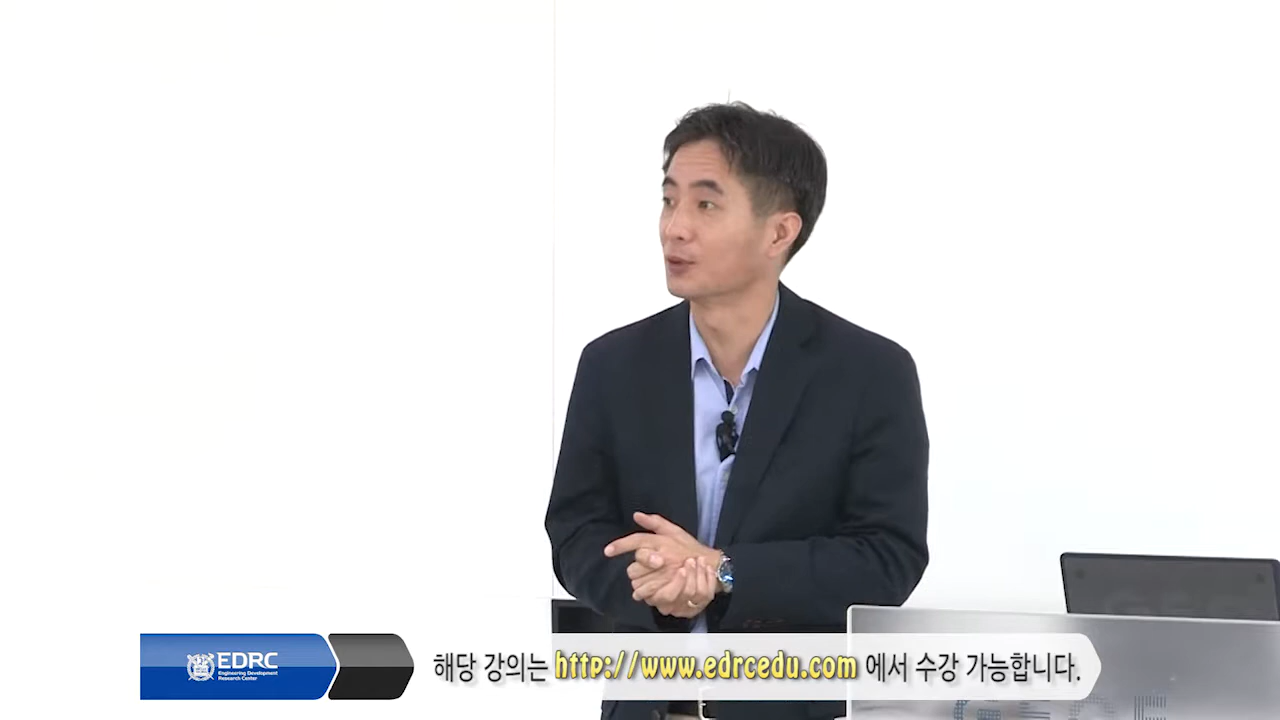 EDRC
Engineering Development
Research Center
해당 강의는 http://www.edrcedu.com 에서 수강 가능합니다.